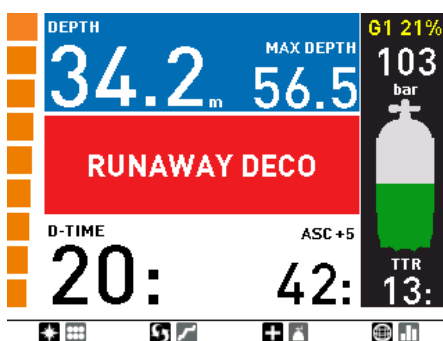 DEPTH
MAX DEPTH
34.2m
56.5
RUNAWAY DECO
D-TIME
ASC +5
20:
42:
G1 21%
103
bar
TTR
13: